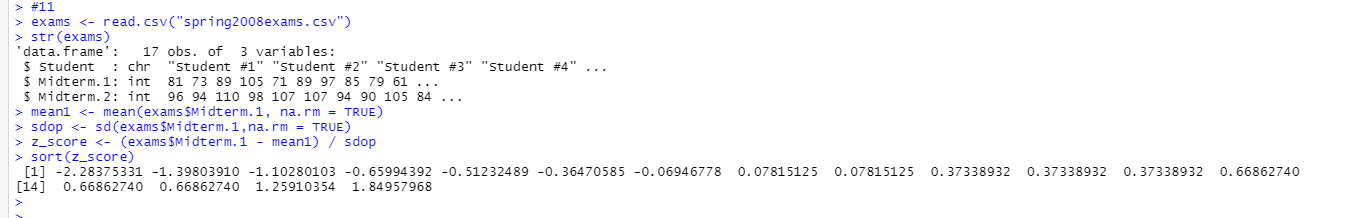 > #11
> exams <- read.csv("spring2008exams.csv")
> str(exams)
'data.frame':   17 obs. of  3 variables:
 $ Student  : chr  "Student #1" "Student #2" "Student #3" "Student #4" ...
 $ Midterm.1: int  81 73 89 105 71 89 97 85 79 61 ...
 $ Midterm.2: int  96 94 110 98 107 107 94 90 105 84 ...
> mean1 <- mean(exams$Midterm.1, na.rm = TRUE)
> sdop <- sd(exams$Midterm.1,na.rm = TRUE)
> z_score <- (exams$Midterm.1 - mean1) / sdop
> sort(z_score)
 [1] -2.28375331 -1.39803910 -1.10280103 -0.65994392 -0.51232489 -0.36470585 -0.06946778  0.07815125  0.07815125  0.37338932  0.37338932  0.37338932  0.66862740
[14]  0.66862740  0.66862740  1.25910354  1.84957968
>
>